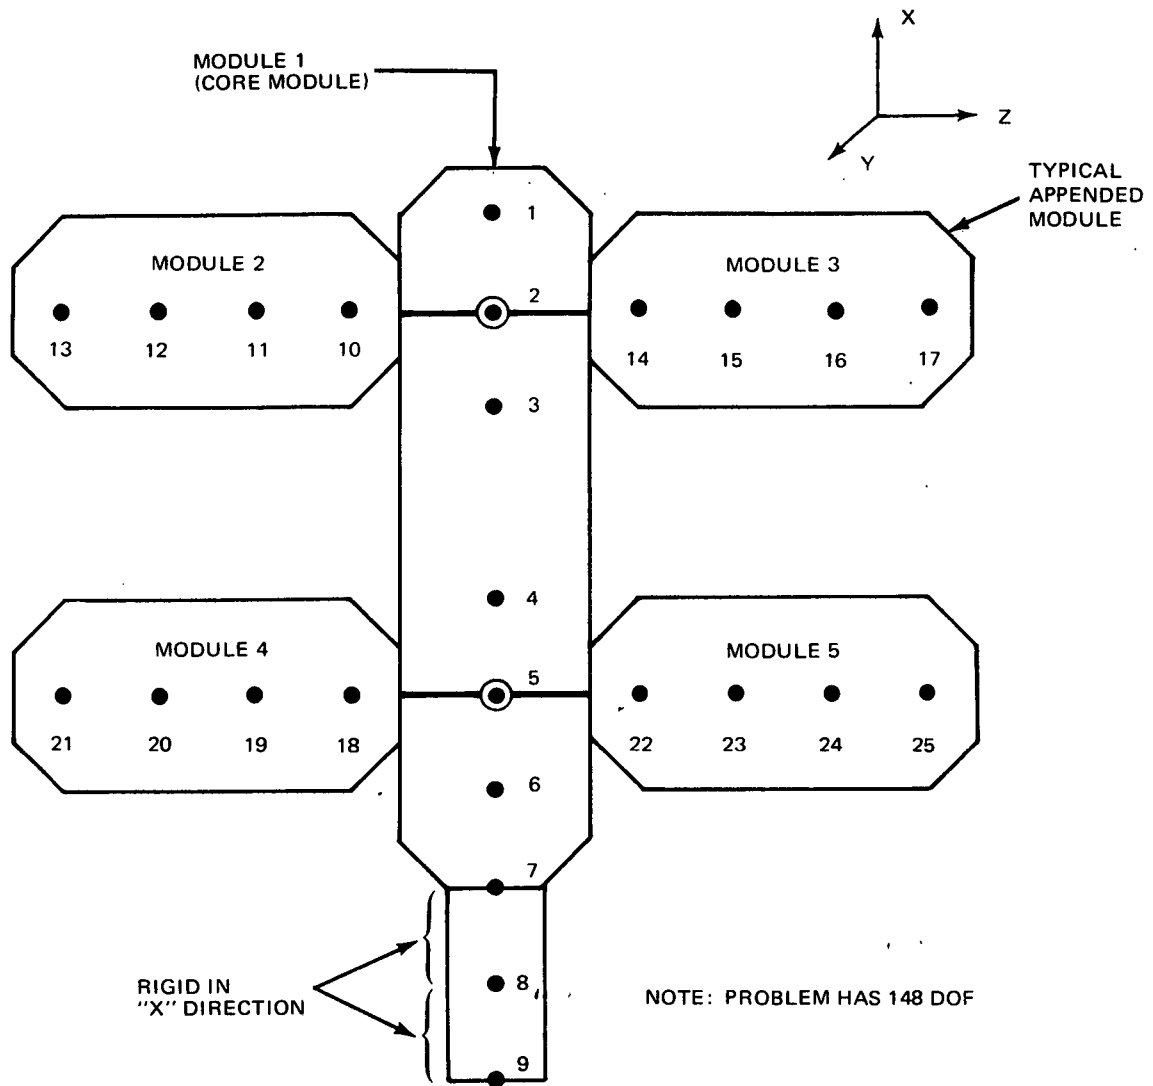 X
MODULE 1
(CORE MODULE)
Z
Y
TYPICAL
APPENDED
MODULE
1
MODULE 2
MODULE 3
2
13 12 11 10
14 15 16 17
3
4
MODULE 4
MODULE 5
5
21 20 19 18
22 23 24 25
6
7
RIGID IN
"X" DIRECTION
8
NOTE: PROBLEM HAS 148 DOF
9